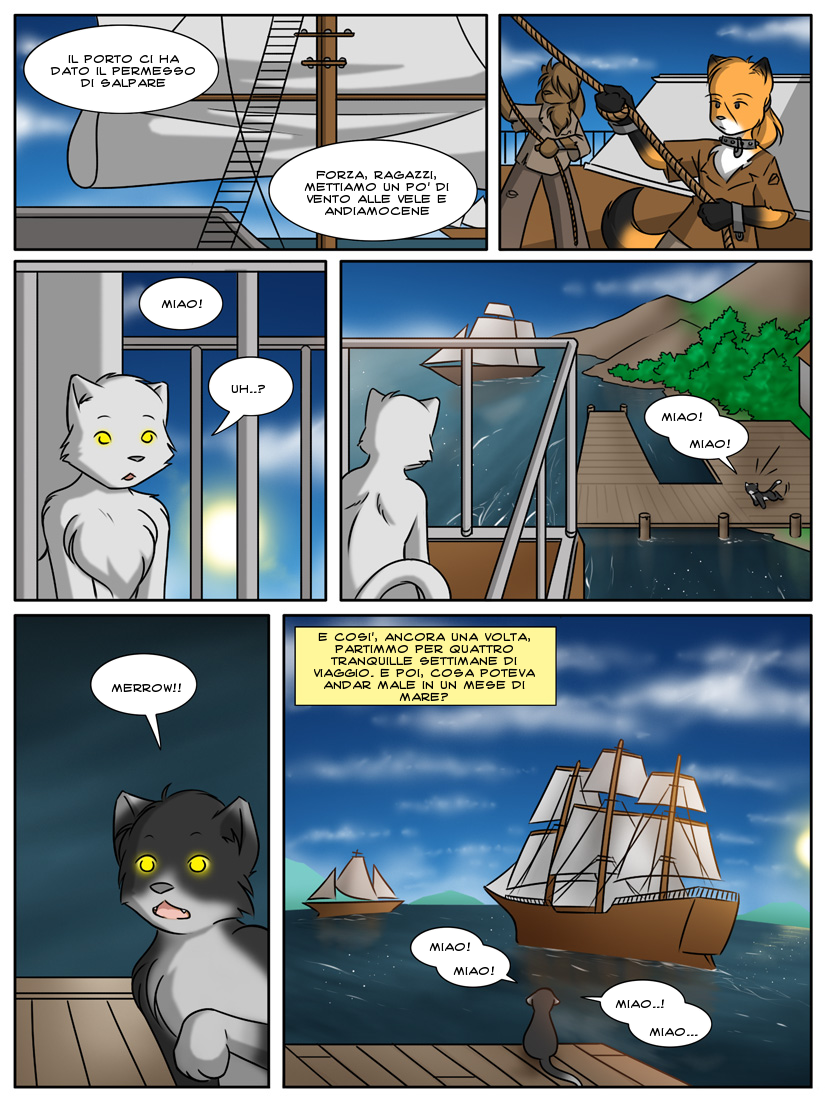 IL PORTO CI HA
DATO IL PERMESSO
DI SALPARE
FORZA, RAGAZZI,
METTIAMO UN PO' DI
VENTO ALLE VELE E
ANDIAMOCENE
MIAO!
UH..?
MIAO!
MIAO!
MERROW!!
E COSI', ANCORA UNA VOLTA,
PARTIMMO PER QUATTRO
TRANQUILLE SETTIMANE DI
VIAGGIO. E POI, COSA POTEVA
ANDAR MALE IN UN MESE DI
MARE?
MIAO!
MIAO!
MIAO..!
MIAO...